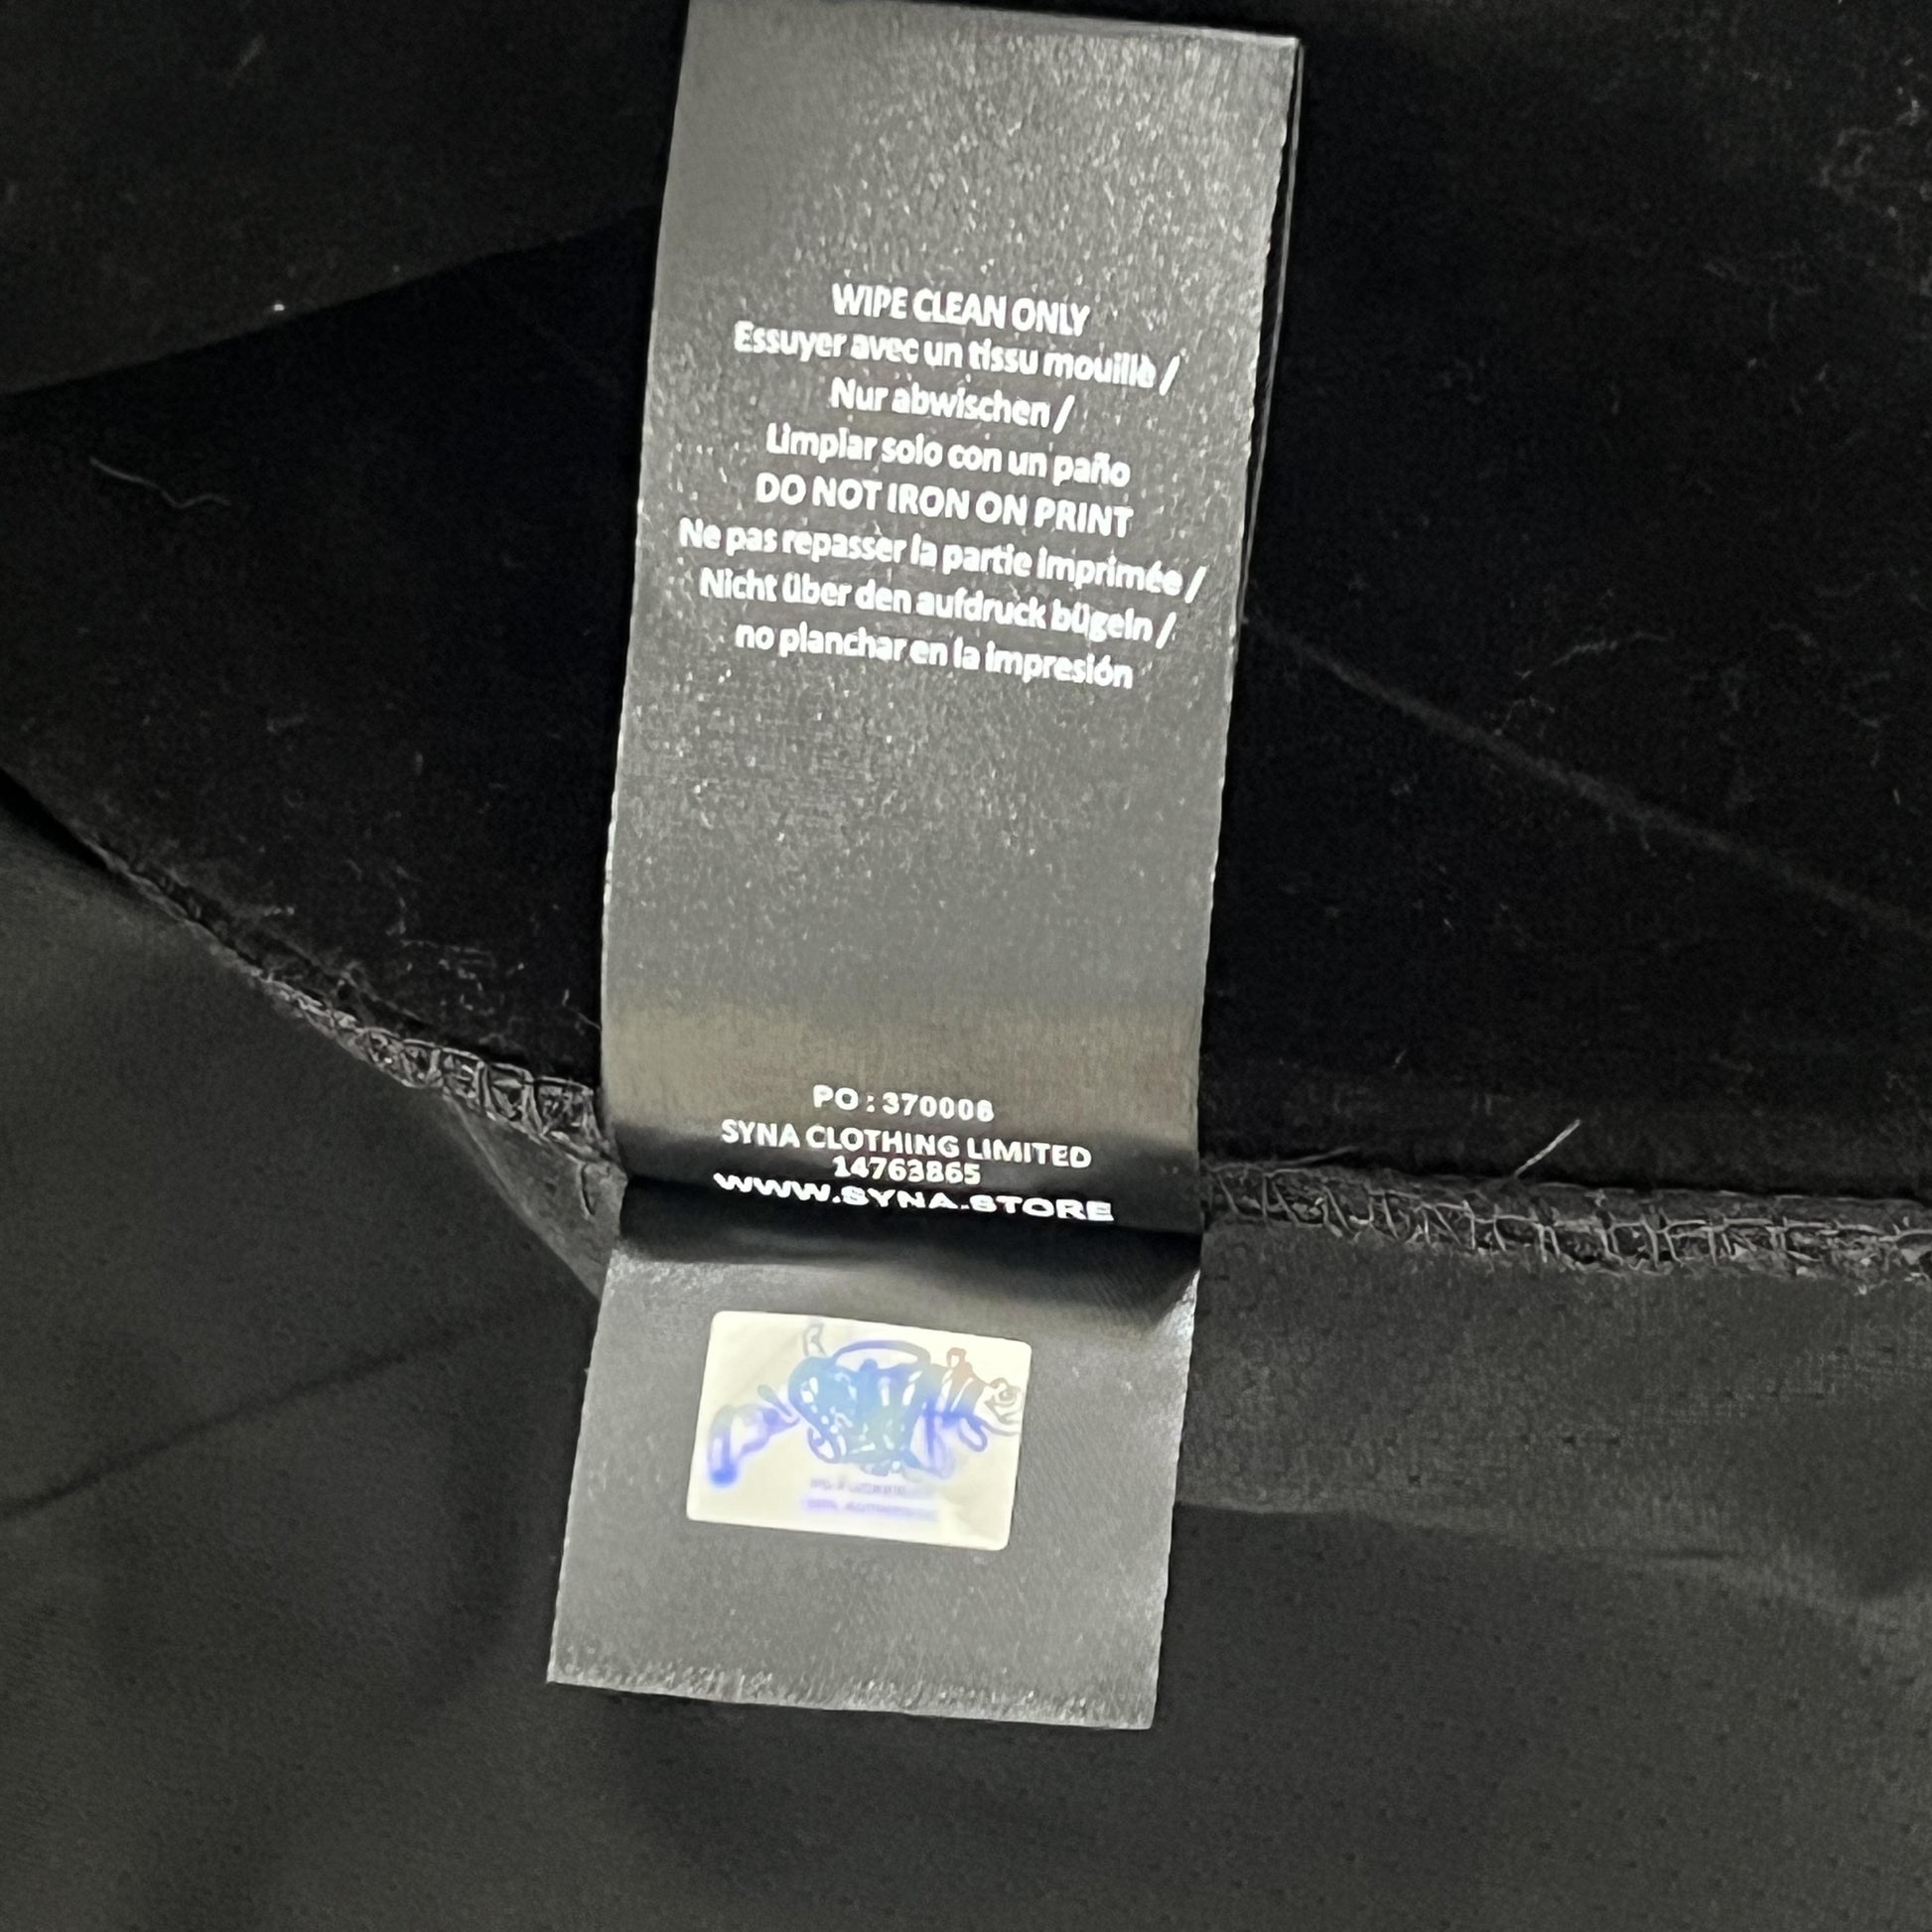 WIPE CLEAN ONLY
Essuyer avec un tissu mouillè /
Nur abwischen /
Limpiar solo con un paño
DO NOT IRON ON PRINT
Ne pas repasser la partie imprimée /
Nicht über den aufdruck bügeln /
no planchar en la impresión
PO : 370006
SYNA CLOTHING LIMITED
14763865
WWW.SYNA.STORE